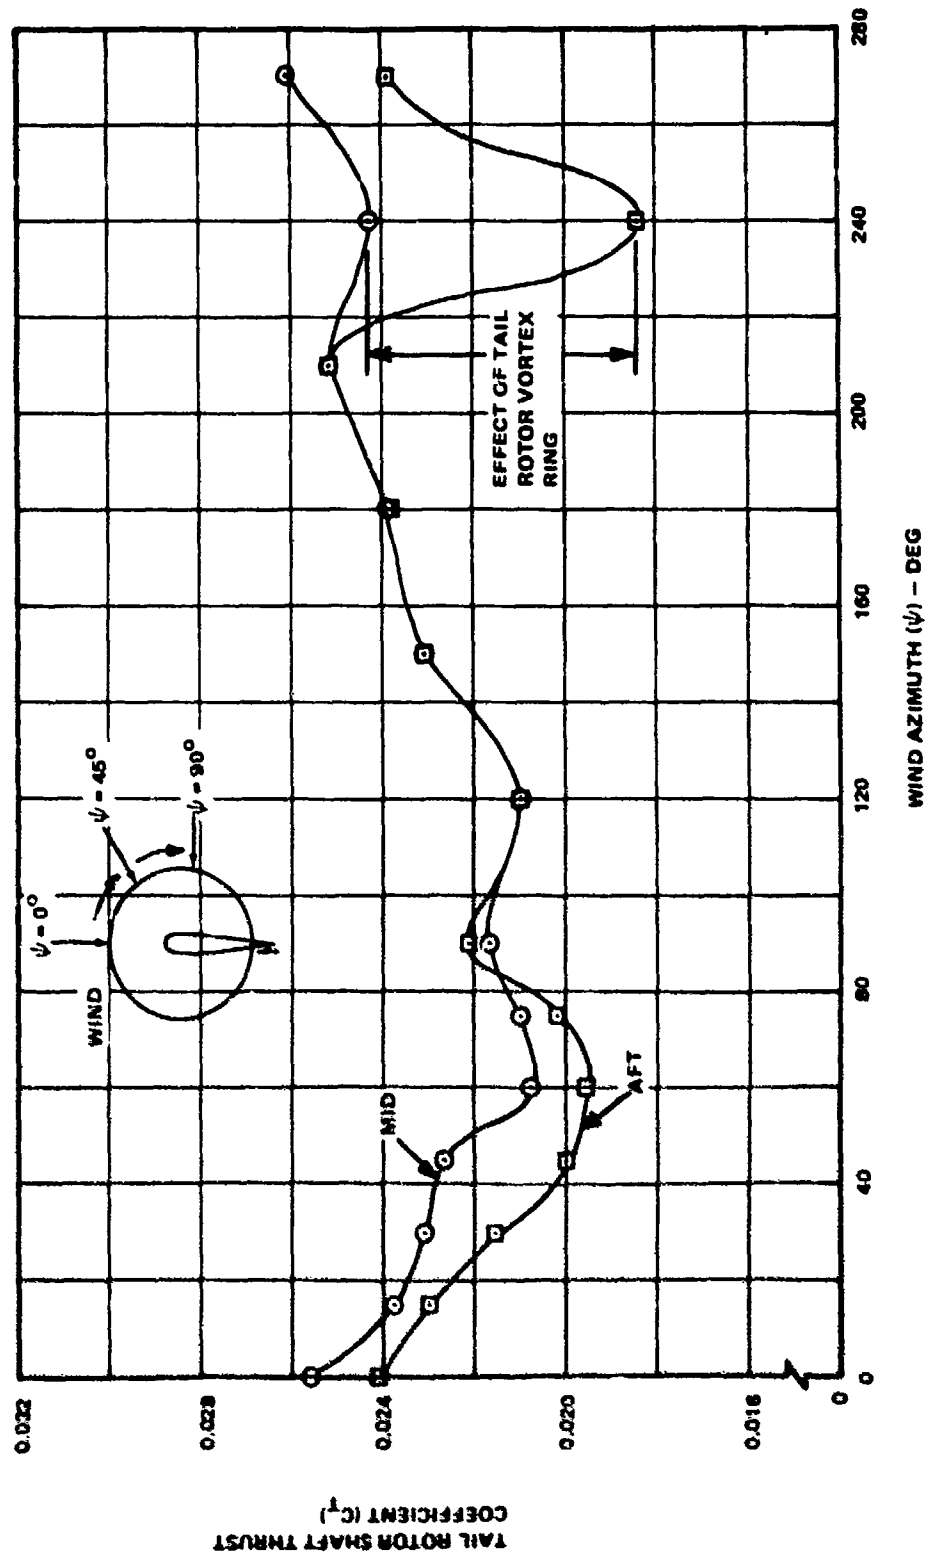 TAIL ROTOR SHAFT THRUST
COEFFICIENT (C_T)
0.032
0.028
0.024
0.020
0.016
0
0
40
80
120
160
200
240
280
WIND AZIMUTH (ψ) – DEG
WIND
ψ = 0°
ψ = 45°
ψ = 90°
MID
AFT
EFFECT OF TAIL
ROTOR VORTEX
RING